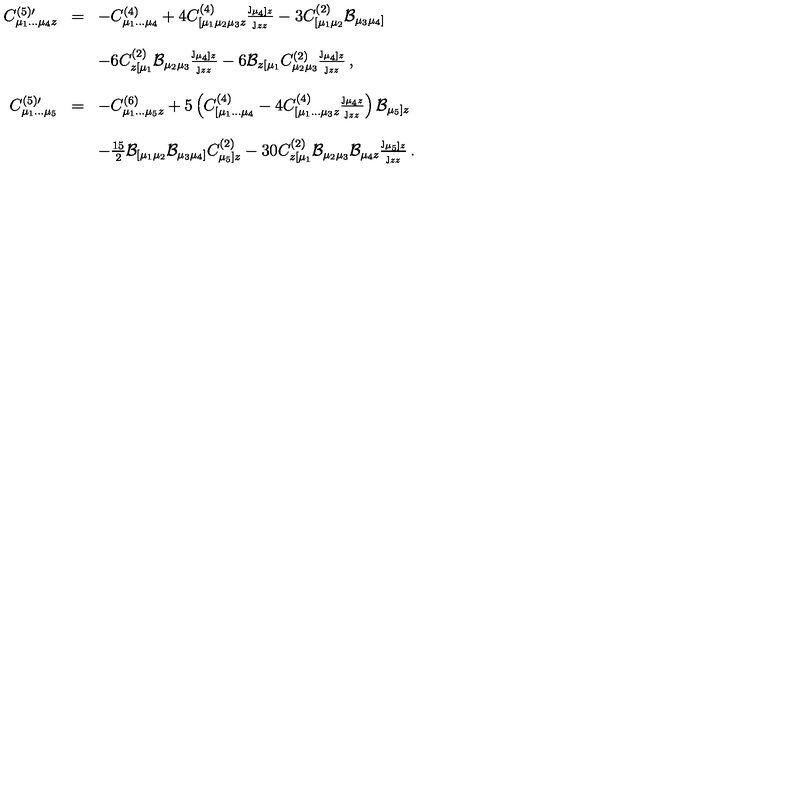 C^{(5)\prime}_{\mu_1\ldots\mu_4 z} = -C^{(4)}_{\mu_1\ldots\mu_4} + 4C^{(4)}_{[\mu_1\mu_2\mu_3 z}\frac{\jmath_{\mu_4]z}}{\jmath_{zz}} - 3C^{(2)}_{[\mu_1\mu_2}\mathcal{B}_{\mu_3\mu_4]}
-6C^{(2)}_{z[\mu_1}\mathcal{B}_{\mu_2\mu_3}\frac{\jmath_{\mu_4]z}}{\jmath_{zz}} - 6\mathcal{B}_{z[\mu_1}C^{(2)}_{\mu_2\mu_3}\frac{\jmath_{\mu_4]z}}{\jmath_{zz}} ,
C^{(5)\prime}_{\mu_1\ldots\mu_5} = -C^{(6)}_{\mu_1\ldots\mu_5 z} + 5\left(C^{(4)}_{[\mu_1\ldots\mu_4} - 4C^{(4)}_{[\mu_1\ldots\mu_3 z}\frac{\jmath_{\mu_4 z}}{\jmath_{zz}}\right)\mathcal{B}_{\mu_5]z}
-\frac{15}{2}\mathcal{B}_{[\mu_1\mu_2}\mathcal{B}_{\mu_3\mu_4]}C^{(2)}_{\mu_5]z} - 30C^{(2)}_{z[\mu_1}\mathcal{B}_{\mu_2\mu_3}\mathcal{B}_{\mu_4 z}\frac{\jmath_{\mu_5]z}}{\jmath_{zz}} .